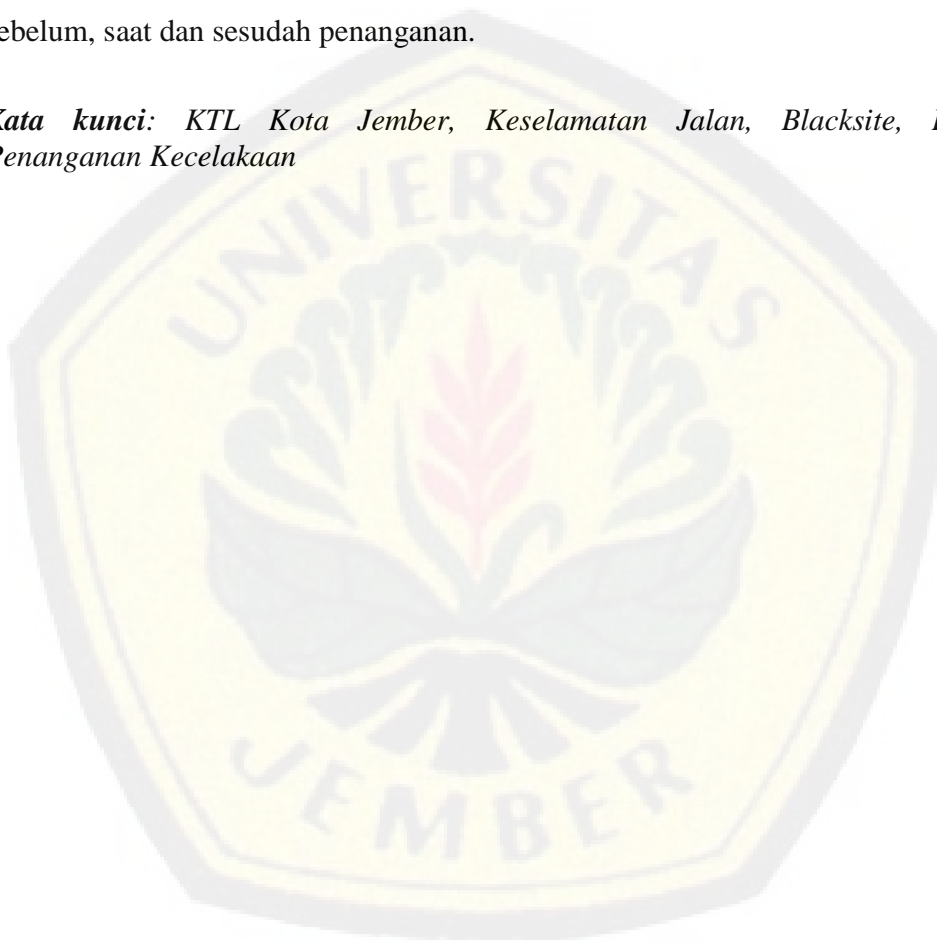 ebelum, saat dan sesudah penanganan.
Kata kunci: KTL Kota Jember, Keselamatan Jalan, Blacksite,
Penanganan Kecelakaan
UNIVERSITAS
JEMBER